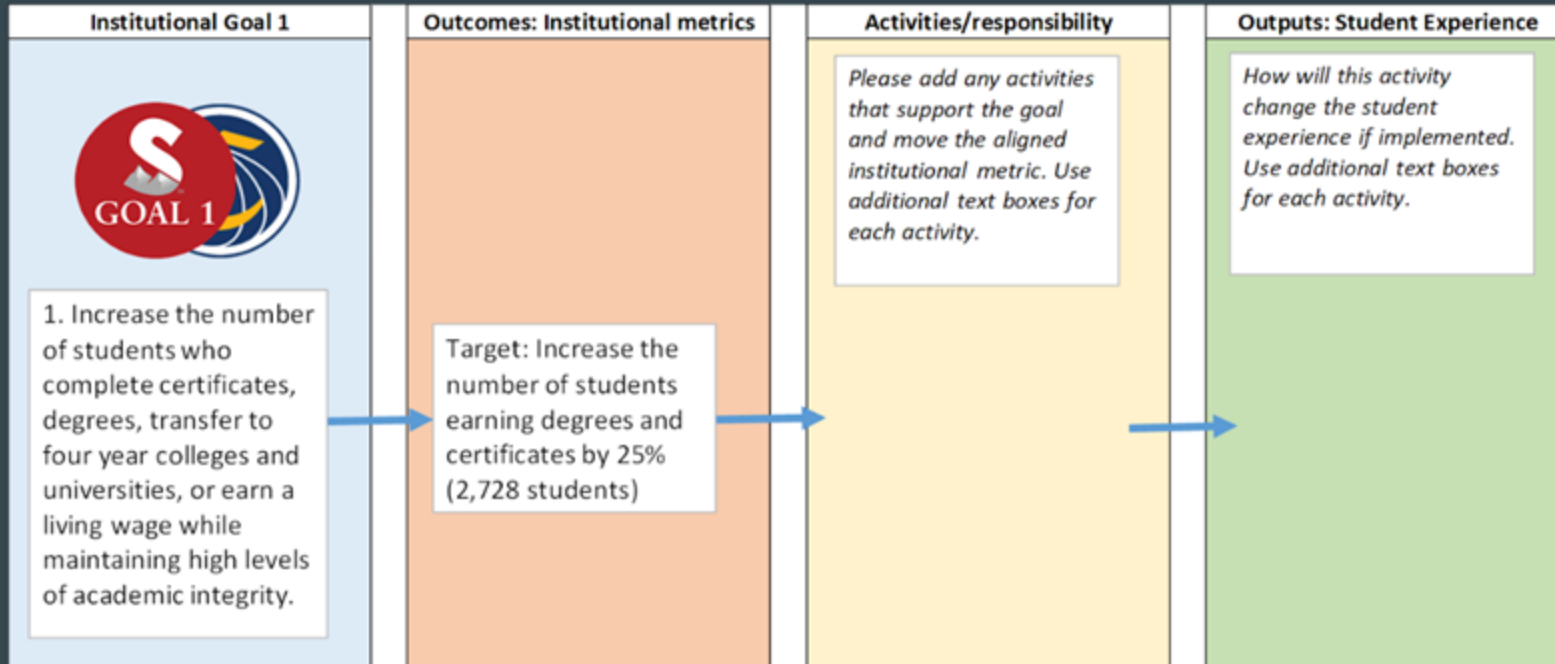 Institutional Goal 1
S
GOAL 1
1. Increase the number
of students who
complete certificates,
degrees, transfer to
four year colleges and
universities, or earn a
living wage while
maintaining high levels
of academic integrity.
Outcomes: Institutional metrics
Target: Increase the
number of students
earning degrees and
certificates by 25%
(2,728 students)
Activities/responsibility
Please add any activities
that support the goal
and move the aligned
institutional metric. Use
additional text boxes for
each activity.
Outputs: Student Experience
How will this activity
change the student
experience if implemented.
Use additional text boxes
for each activity.